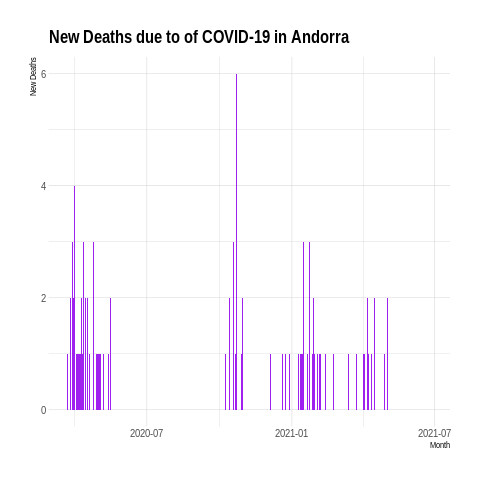 New Deaths due to of COVID-19 in Andorra
New Deaths
6
4
2
0
2020-07
2021-01
2021-07
Month